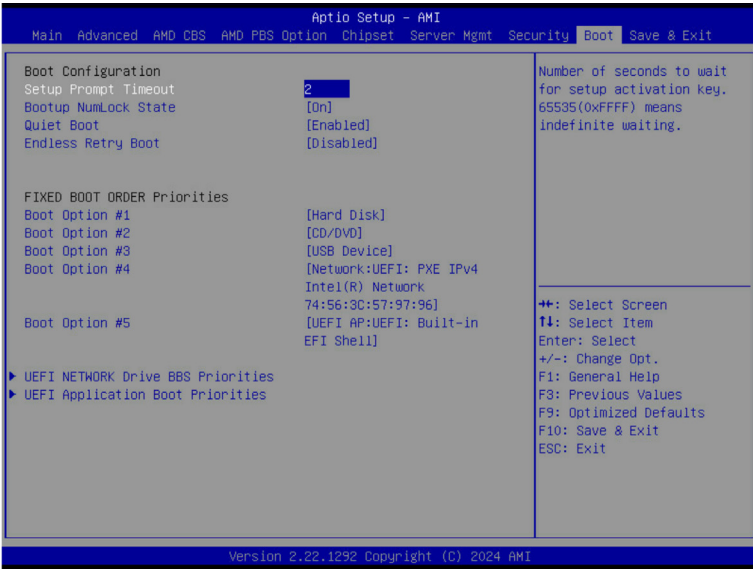 Aptio Setup - AMI
Main Advanced AMD CBS AMD PBS Option Chipset Server Mgmt Security Boot Save & Exit
Boot Configuration
Setup Prompt Timeout 2
Bootup NumLock State [On]
Quiet Boot [Enabled]
Endless Retry Boot [Disabled]
FIXED BOOT ORDER Priorities
Boot Option #1 [Hard Disk]
Boot Option #2 [CD/DVD]
Boot Option #3 [USB Device]
Boot Option #4 [Network:UEFI: PXE IPv4
Intel(R) Network
74:56:3C:57:97:96]
Boot Option #5 [UEFI AP:UEFI: Built-in
EFI Shell]
UEFI NETWORK Drive BBS Priorities
UEFI Application Boot Priorities
Number of seconds to wait
for setup activation key.
65535(0xFFFF) means
indefinite waiting.
→←: Select Screen
↑↓: Select Item
Enter: Select
+/-: Change Opt.
F1: General Help
F3: Previous Values
F9: Optimized Defaults
F10: Save & Exit
ESC: Exit
Version 2.22.1292 Copyright (C) 2024 AMI